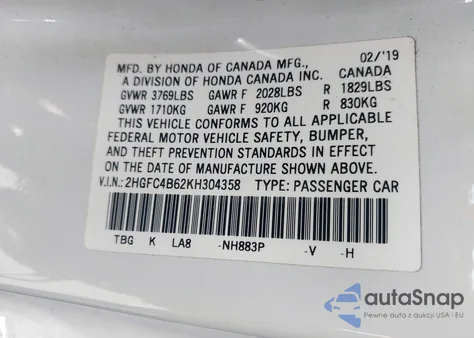 MFD. BY HONDA OF CANADA MFG., 02/'19
A DIVISION OF HONDA CANADA INC. CANADA
GVWR 3769LBS GAWR F 2028LBS R 1829LBS
GVWR 1710KG GAWR F 920KG R 830KG
THIS VEHICLE CONFORMS TO ALL APPLICABLE
FEDERAL MOTOR VEHICLE SAFETY, BUMPER,
AND THEFT PREVENTION STANDARDS IN EFFECT
ON THE DATE OF MANUFACTURE SHOWN ABOVE.
V.I.N.: 2HGFC4B62KH304358 TYPE: PASSENGER CAR
TBG K LA8 -NH883P -V -H
autoSnap
Pewne auta z aukcji USA i EU